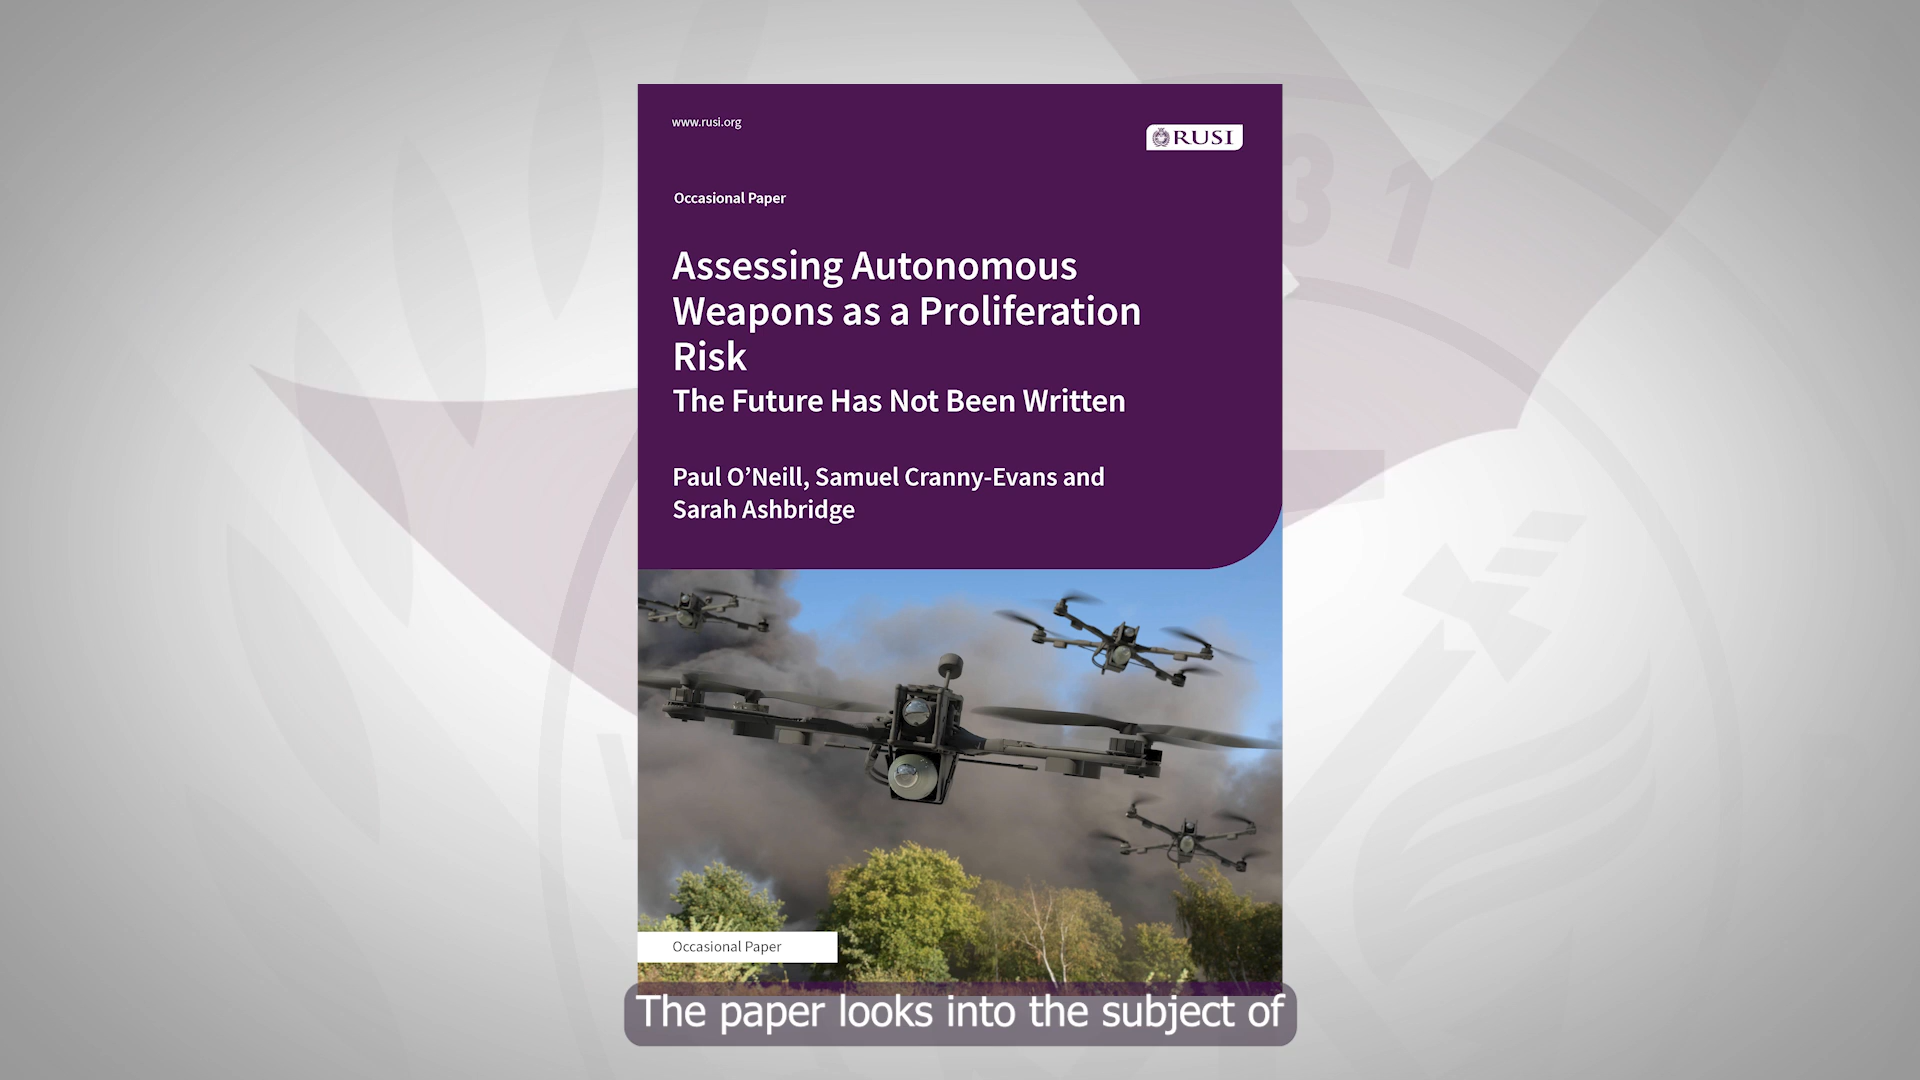 www.rusi.org
RUSI
Occasional Paper
Assessing Autonomous
Weapons as a Proliferation
Risk
The Future Has Not Been Written
Paul O’Neill, Samuel Cranny-Evans and
Sarah Ashbridge
Occasional Paper
The paper looks into the subject of
31